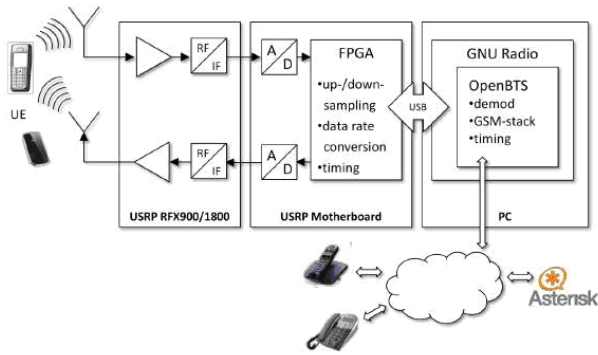 UE
RF
IF
A
D
FPGA
•up-/down-
sampling
•data rate
conversion
•timing
RF
IF
A
D
USB
GNU Radio
OpenBTS
•demod
•GSM-stack
•timing
USRP RFX900/1800
USRP Motherboard
PC
Asterisk